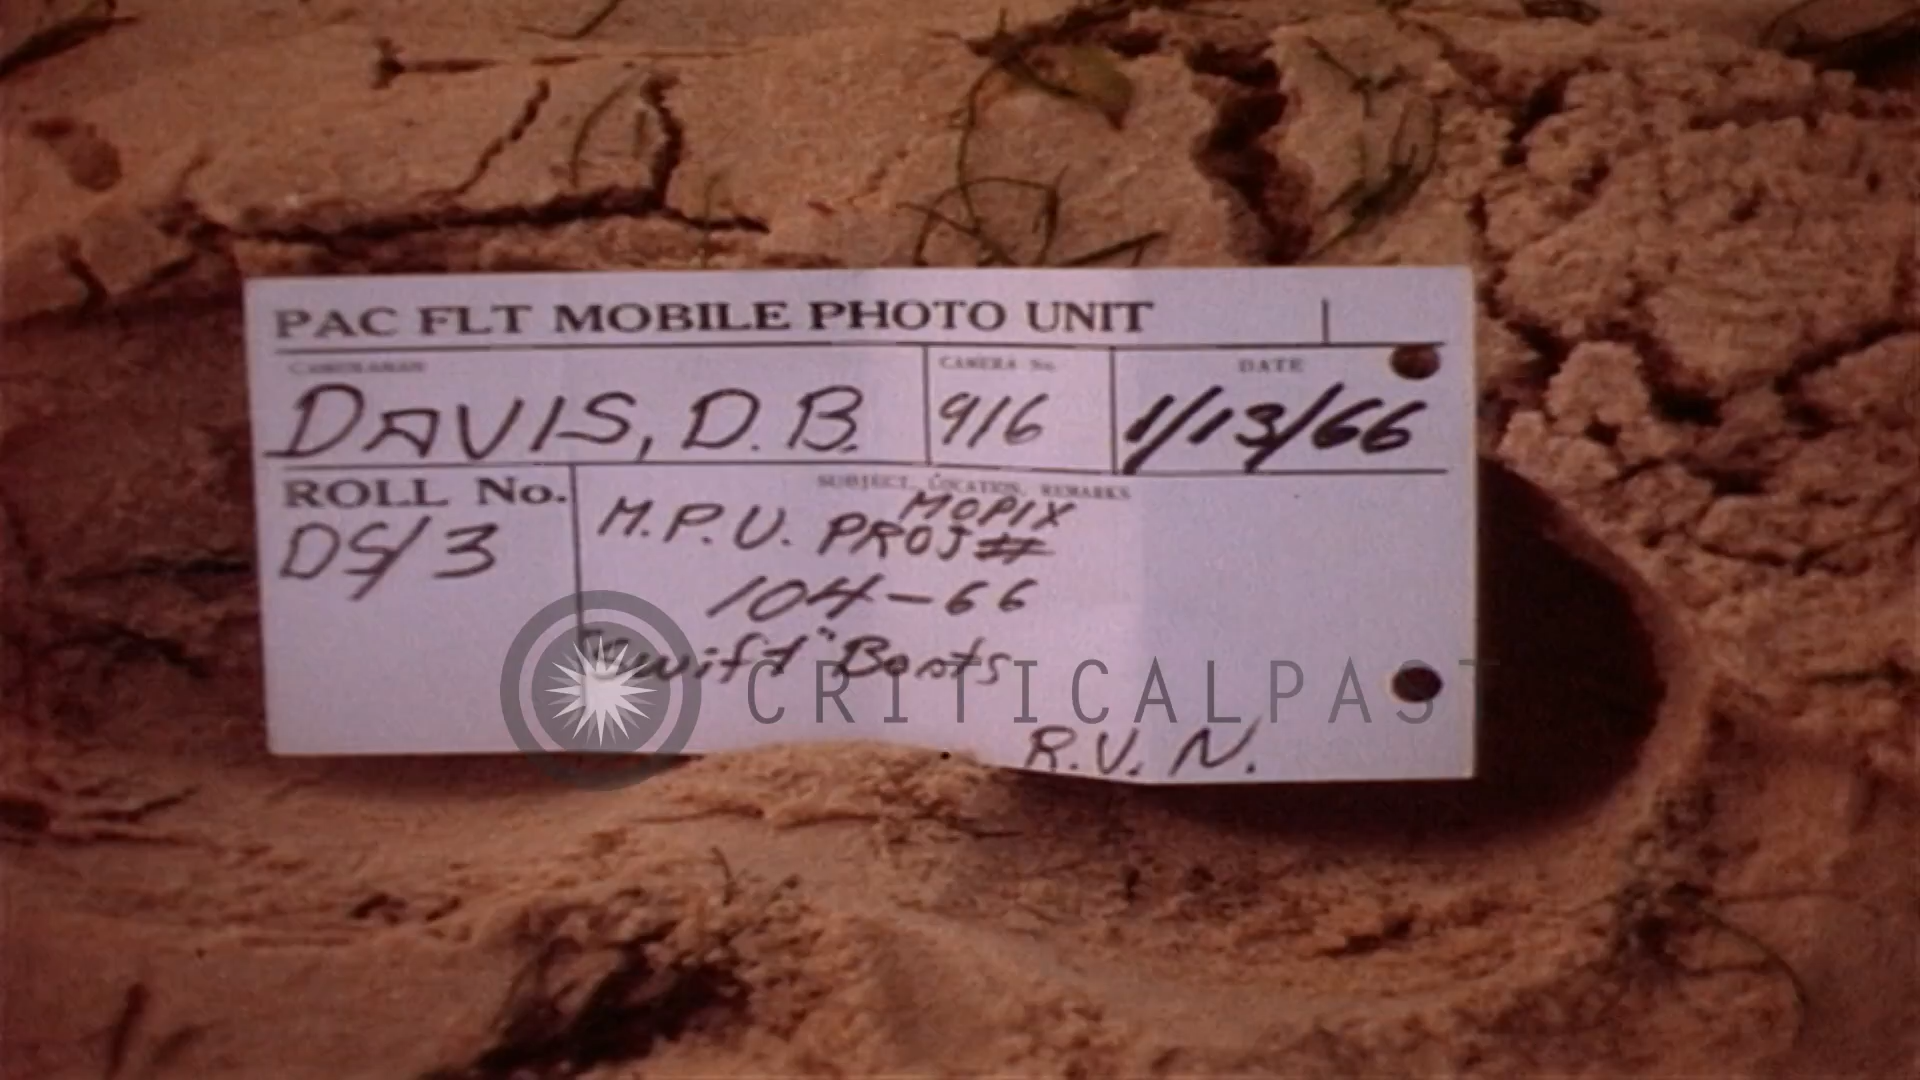 PAC FLT MOBILE PHOTO UNIT
CAMERAMAN
DAVIS, D.B.
CAMERA No.
916
DATE
1/13/66
ROLL No.
DS/3
SUBJECT, LOCATION, REMARKS
MOPIX
M.P.U. PROJ #
104-66
"Swift" Boats
R.V.N.
CRITICALPAST